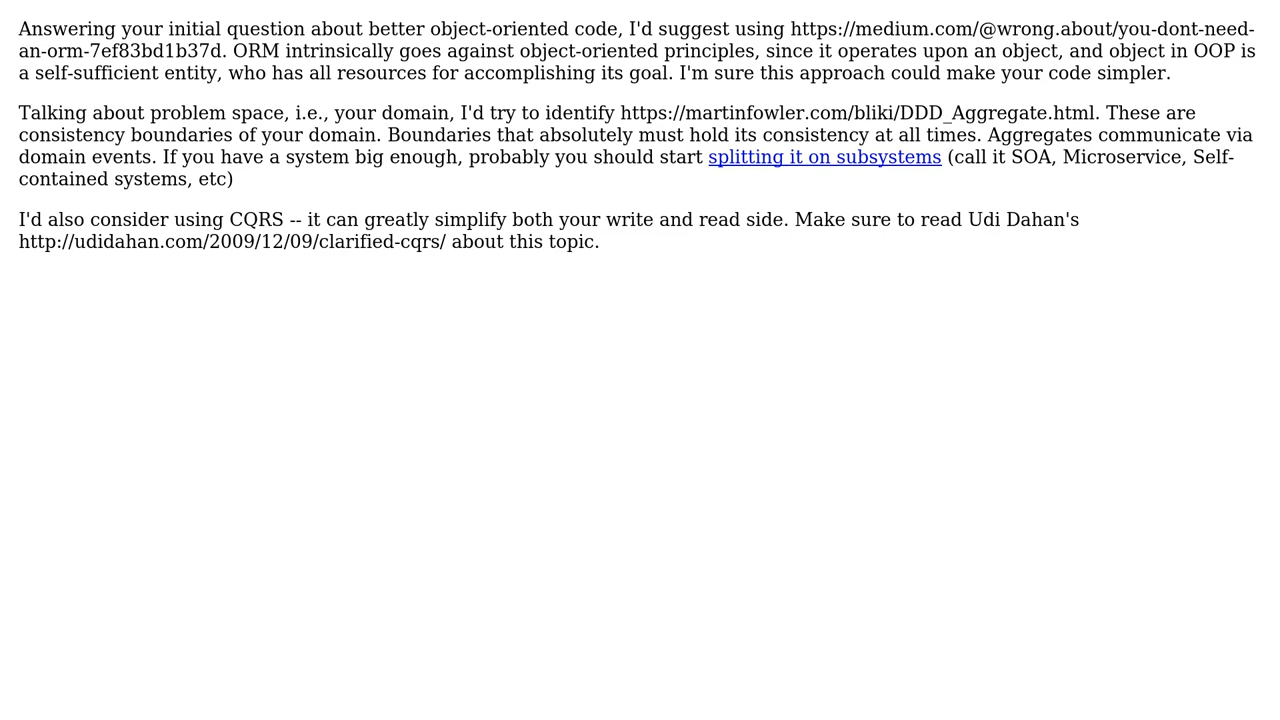 Answering your initial question about better object-oriented code, I'd suggest using https://medium.com/@wrong.about/you-dont-need-
an-orm-7ef83bd1b37d. ORM intrinsically goes against object-oriented principles, since it operates upon an object, and object in OOP is
a self-sufficient entity, who has all resources for accomplishing its goal. I'm sure this approach could make your code simpler.
Talking about problem space, i.e., your domain, I'd try to identify https://martinfowler.com/bliki/DDD_Aggregate.html. These are
consistency boundaries of your domain. Boundaries that absolutely must hold its consistency at all times. Aggregates communicate via
domain events. If you have a system big enough, probably you should start splitting it on subsystems (call it SOA, Microservice, Self-
contained systems, etc)
I'd also consider using CQRS -- it can greatly simplify both your write and read side. Make sure to read Udi Dahan's
http://udidahan.com/2009/12/09/clarified-cqrs/ about this topic.